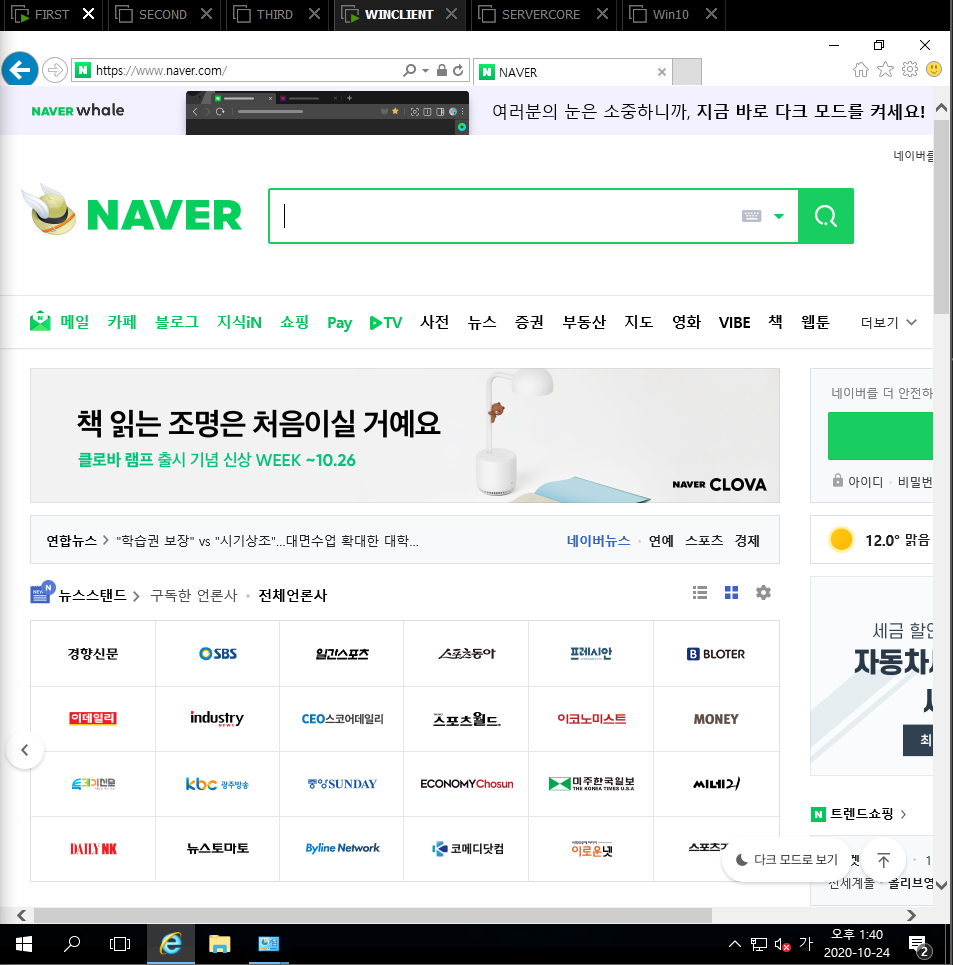 FIRST SECOND THIRD WINCLIENT SERVERCORE Win10
https://www.naver.com/ NAVER
NAVER whale 여러분의 눈은 소중하니까, 지금 바로 다크 모드를 켜세요!
네이버를
NAVER
메일 카페 블로그 지식iN 쇼핑 Pay TV 사전 뉴스 증권 부동산 지도 영화 VIBE 책 웹툰 더보기
책 읽는 조명은 처음이실 거예요
클로바 램프 출시 기념 신상 WEEK ~10.26
NAVER CLOVA
네이버를 더 안전하
아이디 · 비밀번
연합뉴스 "학습권 보장" vs "시기상조"...대면수업 확대한 대학... 네이버뉴스 · 연예 스포츠 경제
12.0° 맑음
뉴스스탠드 구독한 언론사 · 전체언론사
경향신문 SBS 일간스포츠 스포츠동아 프레시안 BLOTER
세금 할인
자동차
이데일리 industry NEWS CEO스코어데일리 스포츠월드 이코노미스트 MONEY
최
kbc 광주방송 중앙SUNDAY ECONOMYChosun 미주한국일보 THE KOREA TIMES U.S.A 씨네21
트렌드쇼핑
DAILY NK 뉴스토마토 Byline Network 코메디닷컴 이로운넷
다크 모드로 보기
신세계몰 · 올리브영
가 오후 1:40
2020-10-24
2